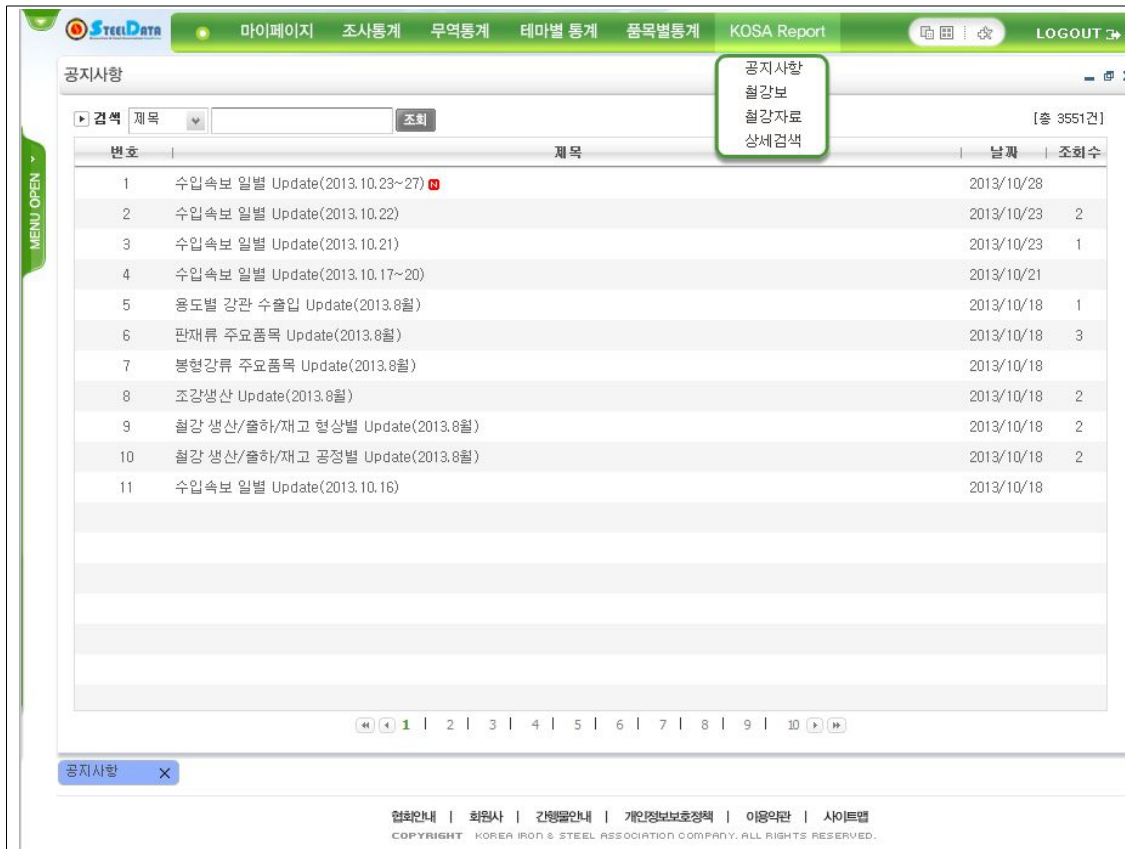 STEELDATA 마이페이지 조사통계 무역통계 테마별 통계 품목별통계 KOSA Report LOGOUT
공지사항
공지사항
철강보
철강자료
상세검색
검색 제목 조회 [총 3551건]
번호 제목 날짜 조회수
1 수입속보 일별 Update(2013.10.23~27) N 2013/10/28
2 수입속보 일별 Update(2013.10.22) 2013/10/23 2
3 수입속보 일별 Update(2013.10.21) 2013/10/23 1
4 수입속보 일별 Update(2013.10.17~20) 2013/10/21
5 용도별 강관 수출입 Update(2013.8월) 2013/10/18 1
6 판재류 주요품목 Update(2013.8월) 2013/10/18 3
7 봉형강류 주요품목 Update(2013.8월) 2013/10/18
8 조강생산 Update(2013.8월) 2013/10/18 2
9 철강 생산/출하/재고 형상별 Update(2013.8월) 2013/10/18 2
10 철강 생산/출하/재고 공정별 Update(2013.8월) 2013/10/18 2
11 수입속보 일별 Update(2013.10.16) 2013/10/18
MENU OPEN
1 | 2 | 3 | 4 | 5 | 6 | 7 | 8 | 9 | 10
공지사항 X
협회안내 | 회원사 | 간행물안내 | 개인정보보호정책 | 이용약관 | 사이트맵
COPYRIGHT KOREA IRON & STEEL ASSOCIATION COMPANY. ALL RIGHTS RESERVED.